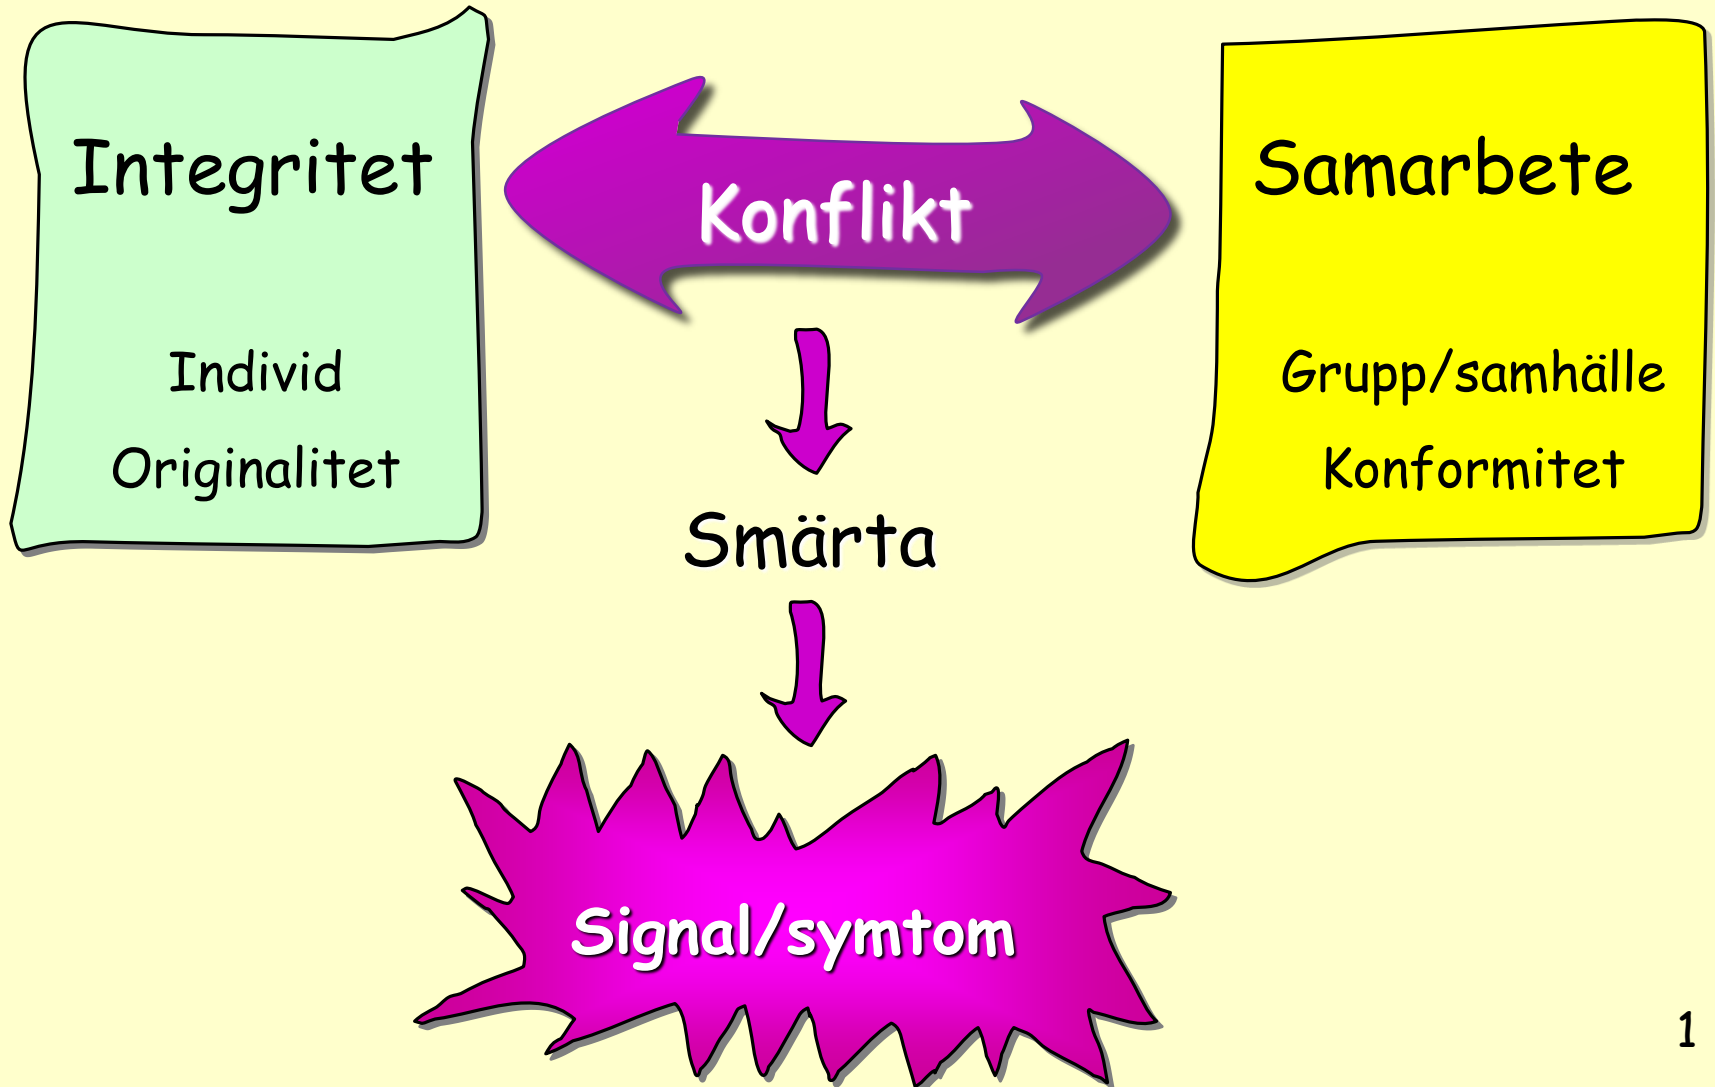 Integritet
Individ
Originalitet
Konflikt
Samarbete
Grupp/samhälle
Konformitet
Smärta
Signal/symtom
1